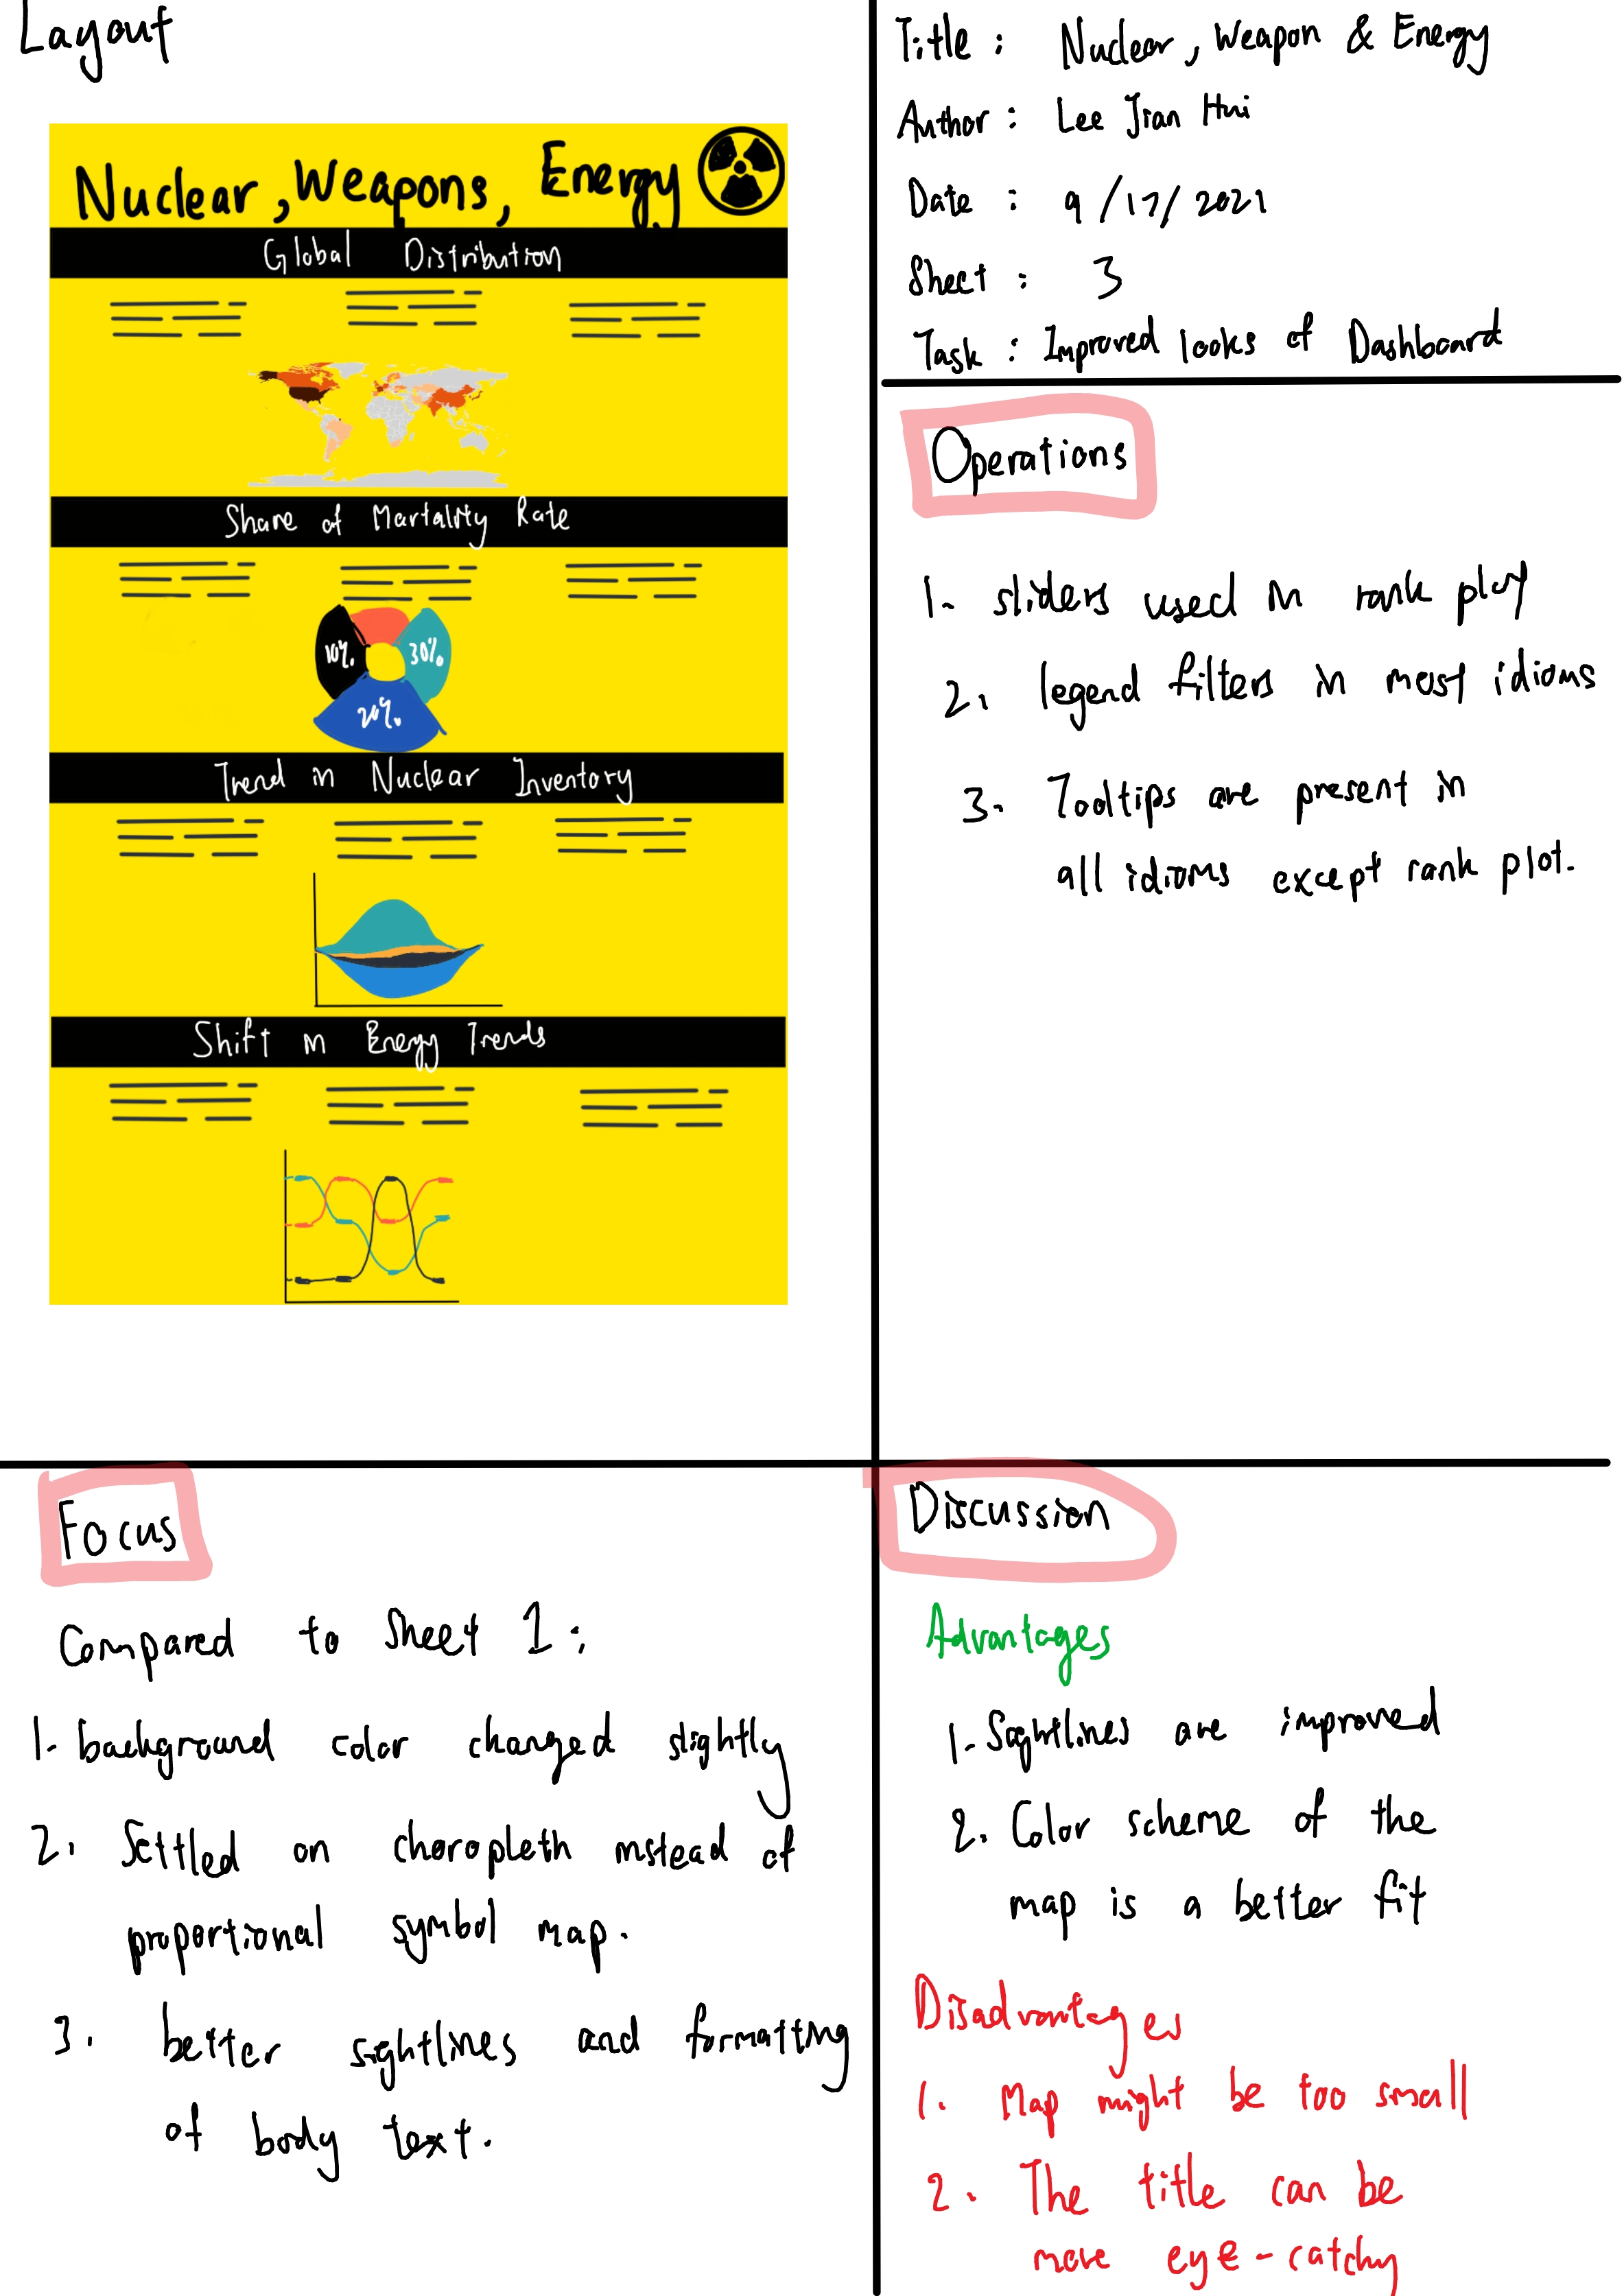 Layout
Nuclear, Weapons, Energy
Global Distribution
Share of Mortality Rate
10%.
30%.
20%.
Trend in Nuclear Inventory
Shift in Energy Trends
Title : Nuclear, Weapon & Energy
Author : Lee Jian Hui
Date : 9/17/2021
Sheet : 3
Task : Improved looks of Dashboard
Operations
1. sliders used in rank plot
2. legend filters in most idioms
3. Tooltips are present in
all idioms except rank plot.
Focus
Compared to Sheet 1 :
1. background color changed slightly
2. Settled on choropleth instead of
proportional symbol map.
3. better sightlines and formatting
of body text.
Discussion
Advantages
1. Sightlines are improved
2. Color scheme of the
map is a better fit
Disadvantages
1. Map might be too small
2. The title can be
more eye-catchy